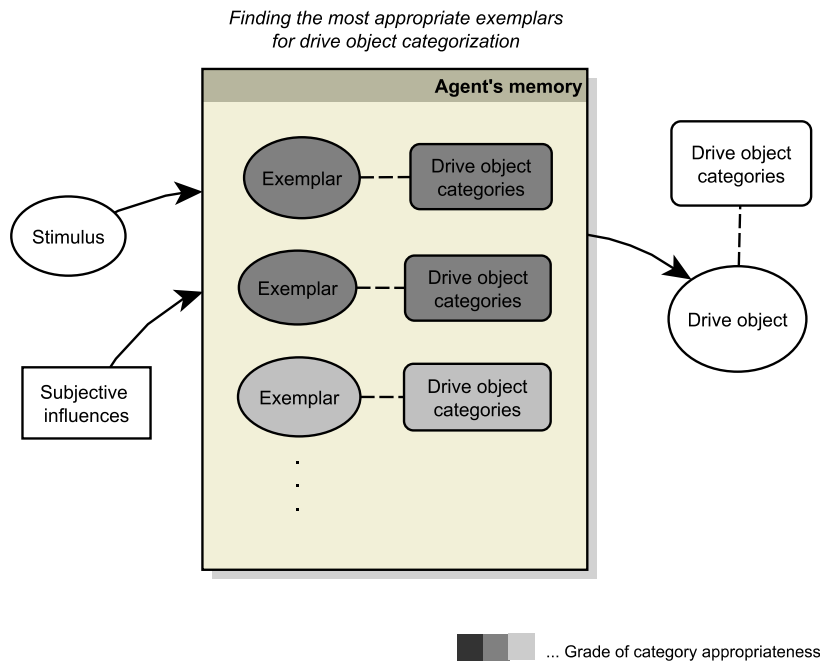 Finding the most appropriate exemplars
for drive object categorization
Agent's memory
Exemplar
Drive object
categories
Stimulus
Exemplar
Drive object
categories
Subjective
influences
Exemplar
Drive object
categories
.
.
.
Drive object
categories
Drive object
... Grade of category appropriateness